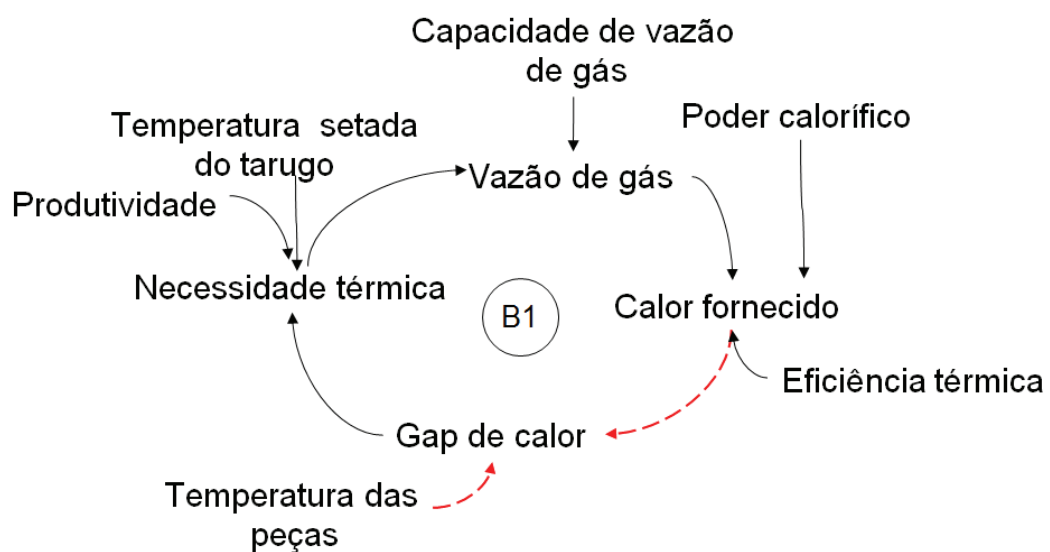 Capacidade de vazão
de gás
Poder calorífico
Temperatura setada
do tarugo
Vazão de gás
Produtividade
Necessidade térmica
B1
Calor fornecido
Eficiência térmica
Gap de calor
Temperatura das
peças